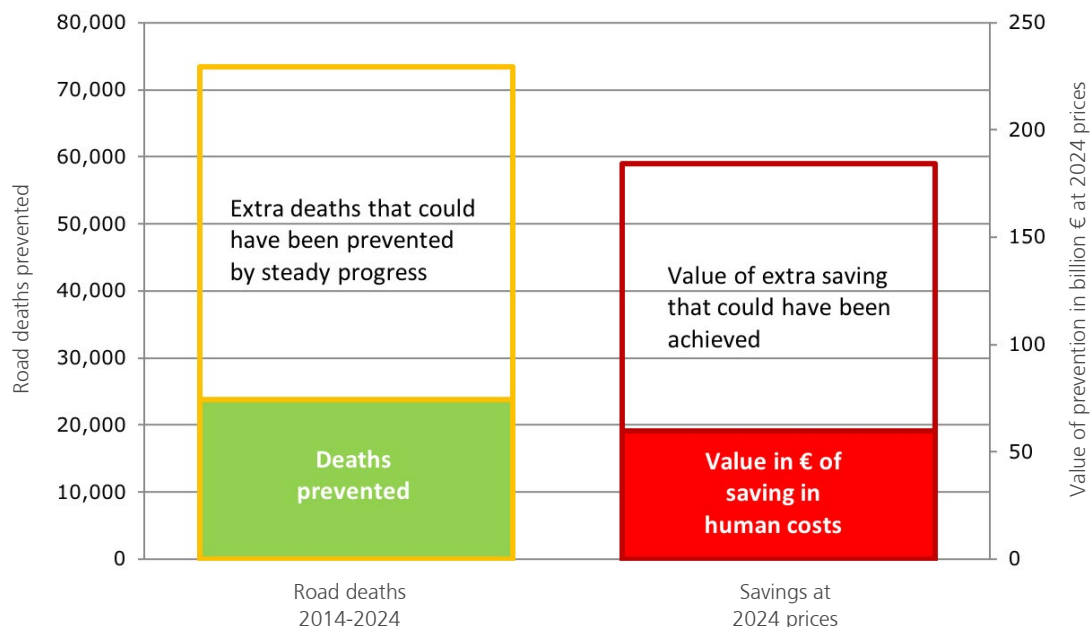 80,000
70,000
60,000
50,000
40,000
30,000
20,000
10,000
0
Road deaths prevented
Extra deaths that could
have been prevented
by steady progress
Deaths
prevented
Value of extra saving
that could have been
achieved
Value in € of
saving in
human costs
250
200
150
100
50
0
Value of prevention in billion € at 2024 prices
Road deaths
2014-2024
Savings at
2024 prices